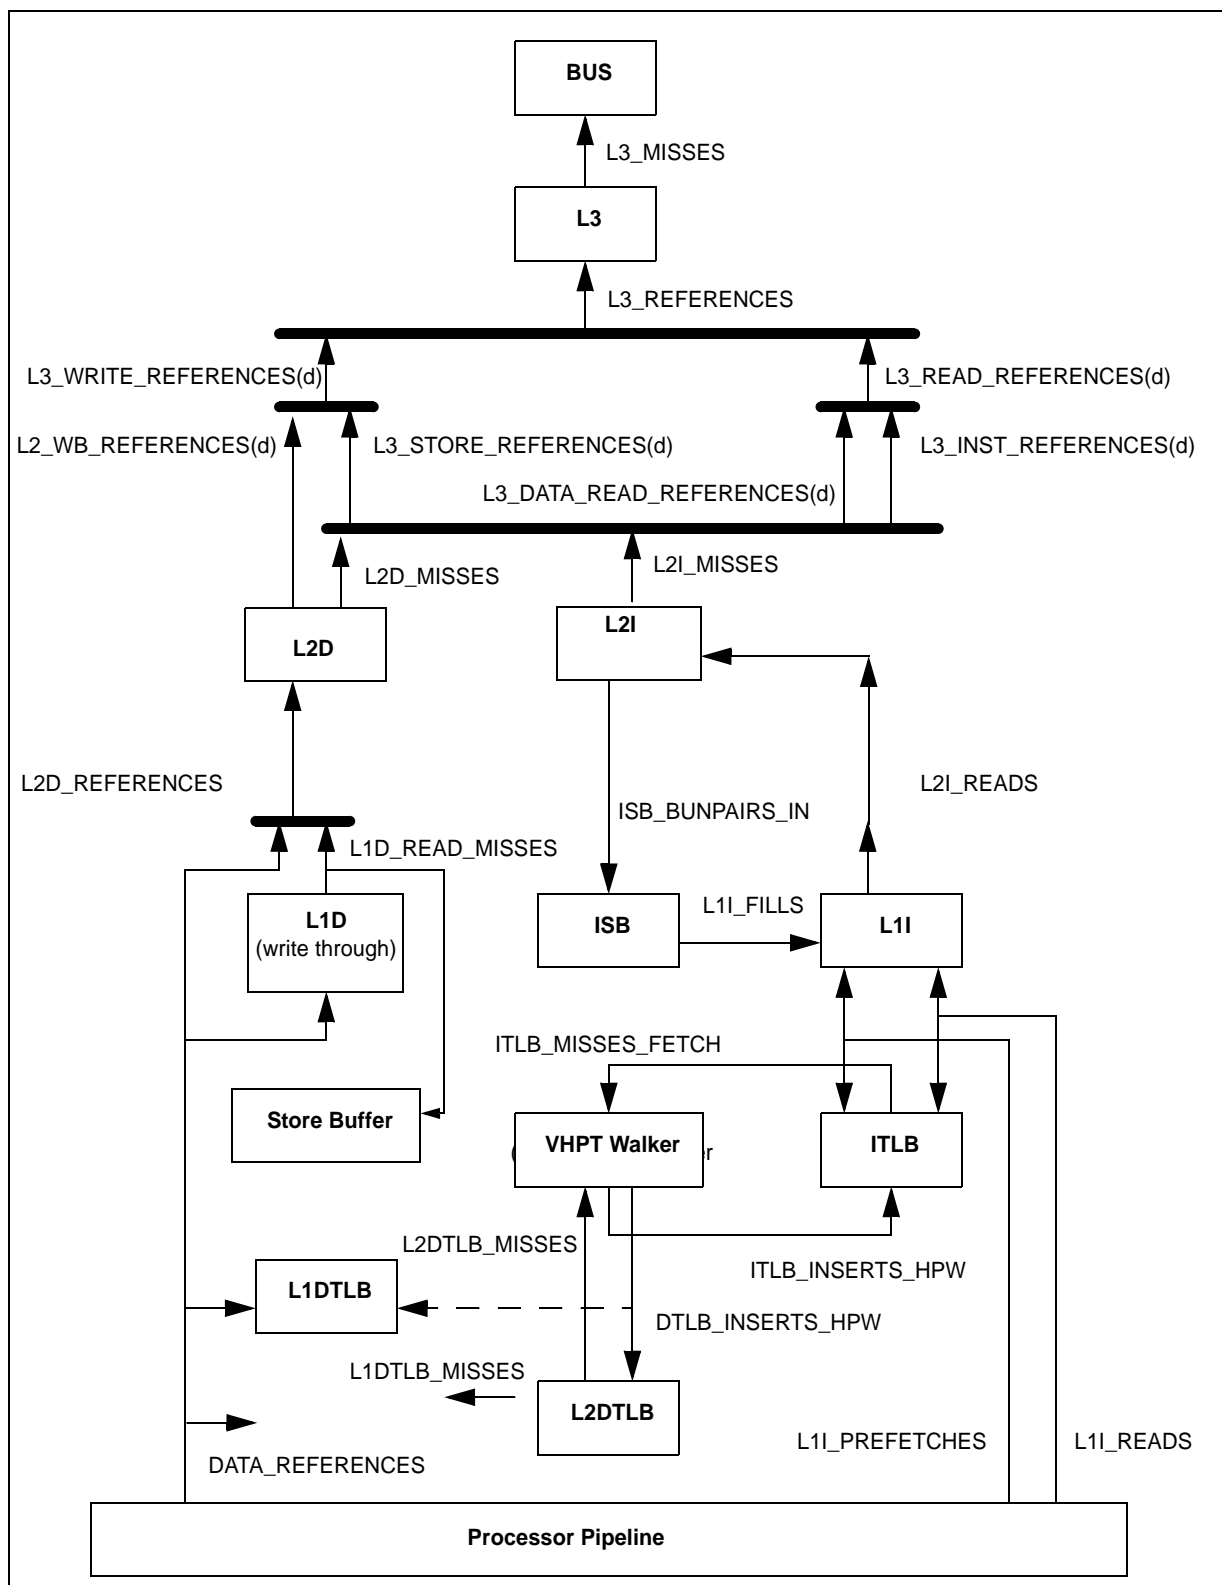 BUS
L3_MISSES
L3
L3_REFERENCES
L3_WRITE_REFERENCES(d)
L3_READ_REFERENCES(d)
L2_WB_REFERENCES(d)
L3_STORE_REFERENCES(d)
L3_INST_REFERENCES(d)
L3_DATA_READ_REFERENCES(d)
L2D_MISSES
L2I_MISSES
L2D
L2I
L2D_REFERENCES
L2I_READS
ISB_BUNPAIRS_IN
L1D_READ_MISSES
L1D
(write through)
ISB
L1I_FILLS
L1I
ITLB_MISSES_FETCH
Store Buffer
VHPT Walker
ITLB
L2DTLB_MISSES
ITLB_INSERTS_HPW
L1DTLB
DTLB_INSERTS_HPW
L1DTLB_MISSES
L2DTLB
L1I_PREFETCHES
L1I_READS
DATA_REFERENCES
Processor Pipeline